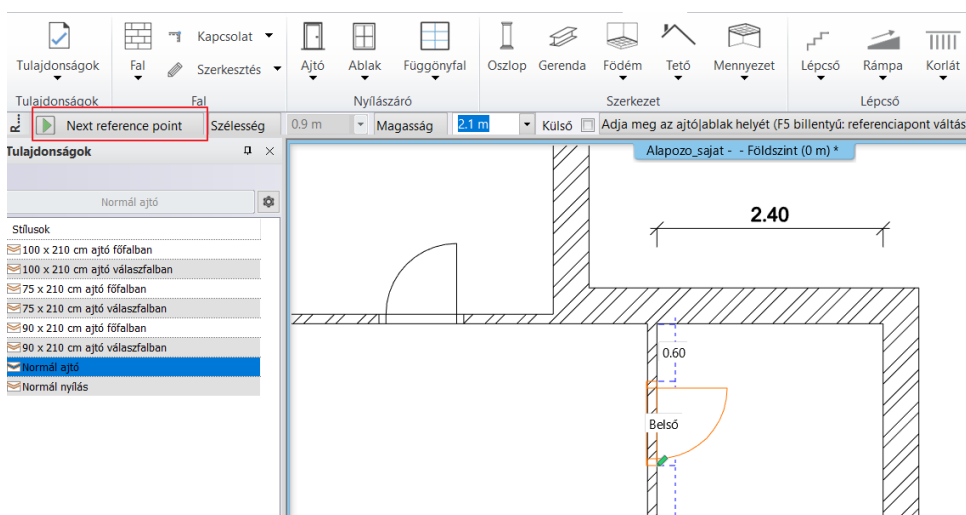 Kapcsolat
Tulajdonságok Fal Szerkesztés Ajtó Ablak Függönyfal Oszlop Gerenda Födém Tető Mennyezet Lépcső Rámpa Korlát
Tulajdonságok Fal Nyílászáró Szerkezet Lépcső
R... Next reference point Szélesség 0.9 m Magasság 2.1 m Külső Adja meg az ajtó|ablak helyét (F5 billentyű: referenciapont váltás
Tulajdonságok
Alapozo_sajat - - Földszint (0 m) *
Normál ajtó
Stílusok
100 x 210 cm ajtó főfalban
100 x 210 cm ajtó válaszfalban
75 x 210 cm ajtó főfalban
75 x 210 cm ajtó válaszfalban
90 x 210 cm ajtó főfalban
90 x 210 cm ajtó válaszfalban
Normál ajtó
Normál nyílás
2.40
0.60
Belső